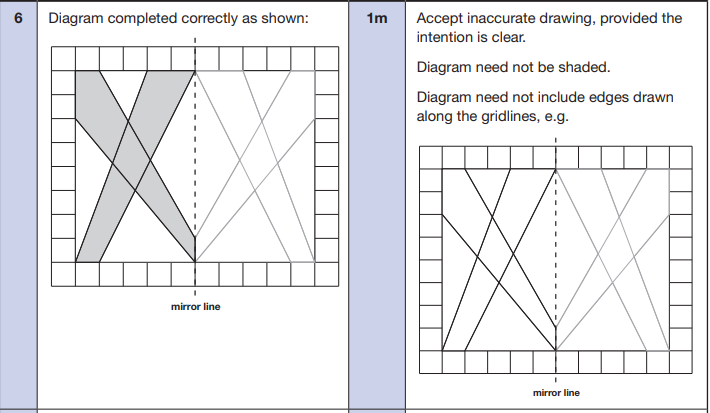 6
Diagram completed correctly as shown:
mirror line
1m
Accept inaccurate drawing, provided the
intention is clear.
Diagram need not be shaded.
Diagram need not include edges drawn
along the gridlines, e.g.
mirror line